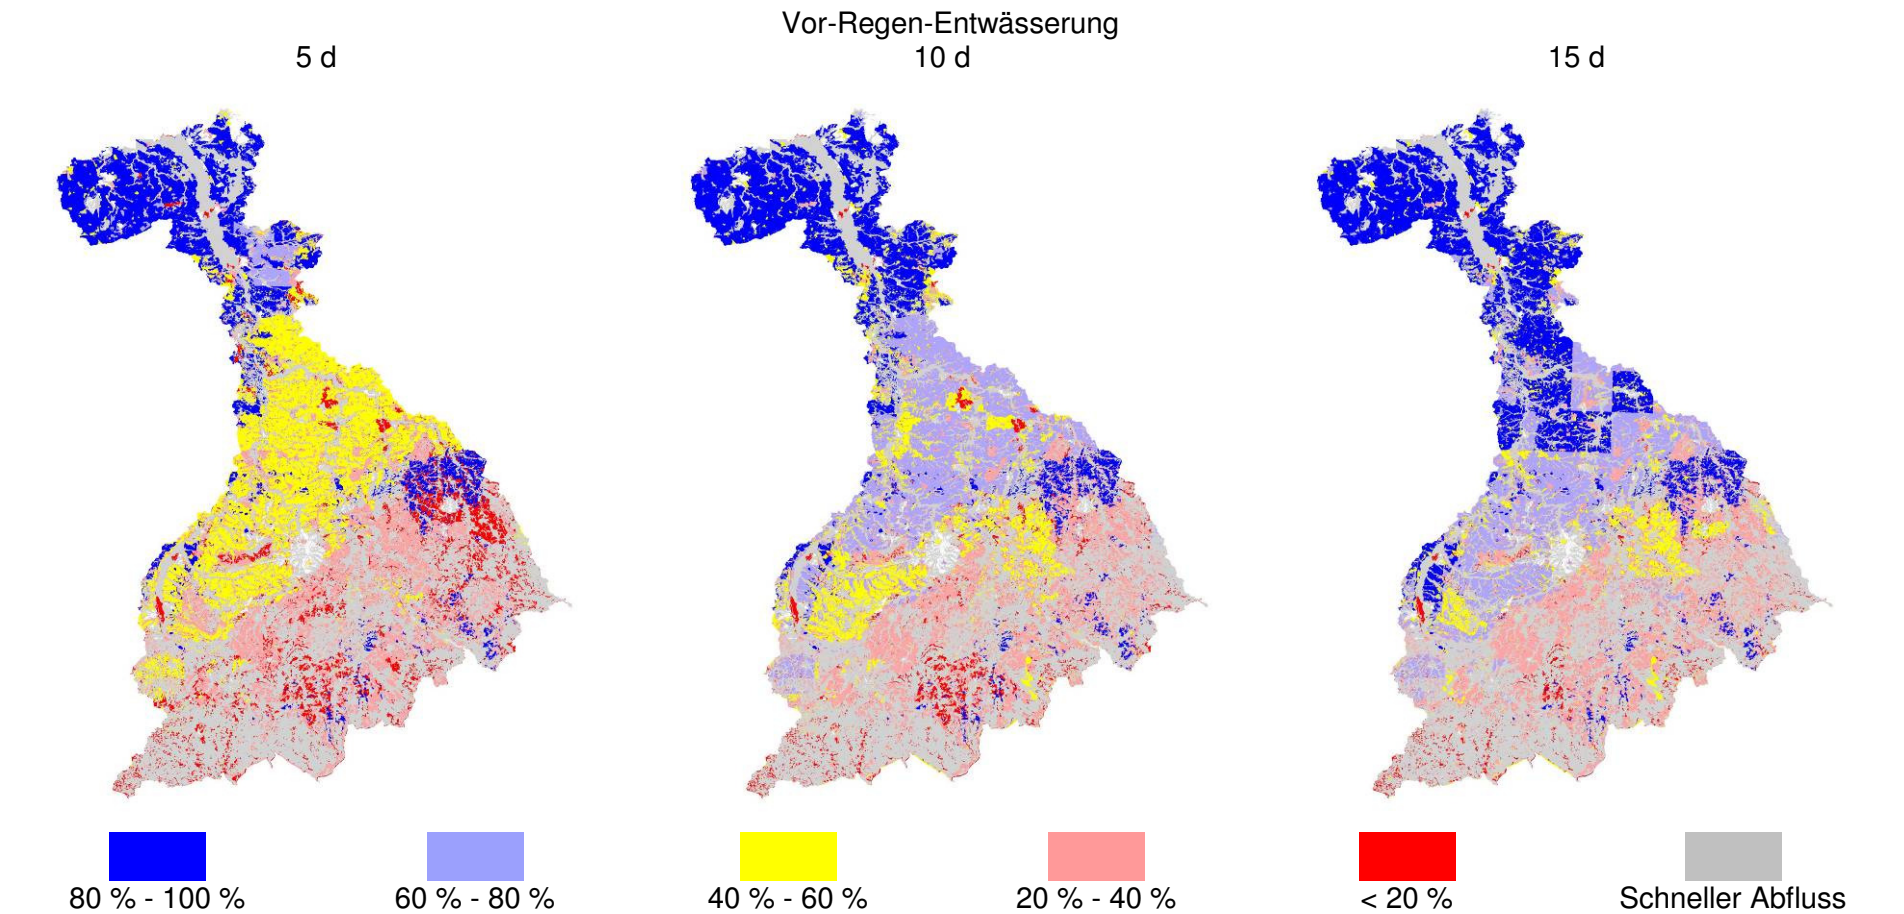 Vor-Regen-Entwässerung
5 d
10 d
15 d
80 % - 100 %
60 % - 80 %
40 % - 60 %
20 % - 40 %
< 20 %
Schneller Abfluss